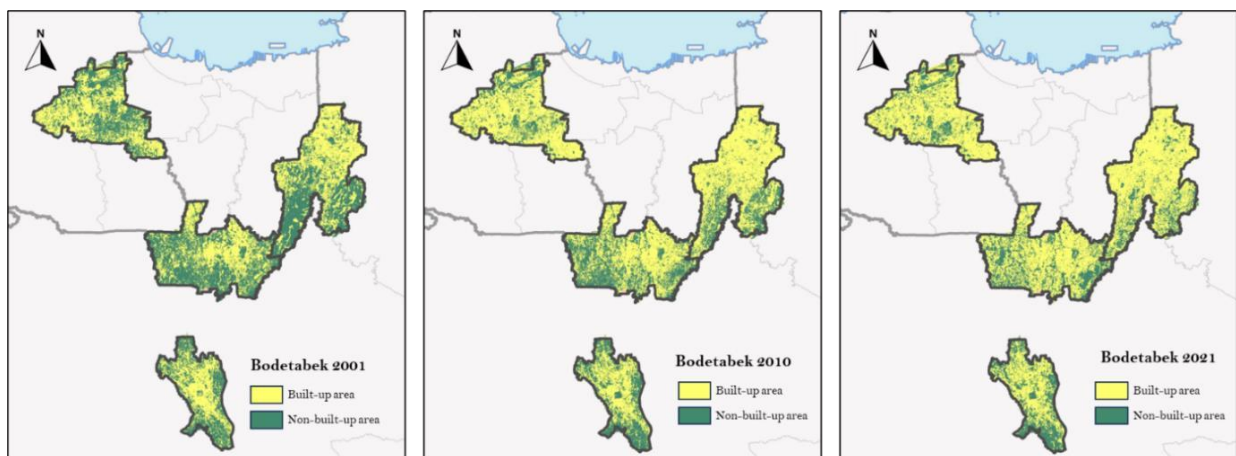 N
Bodetabek 2001
Built-up area
Non-built-up area
N
Bodetabek 2010
Built-up area
Non-built-up area
N
Bodetabek 2021
Built-up area
Non-built-up area